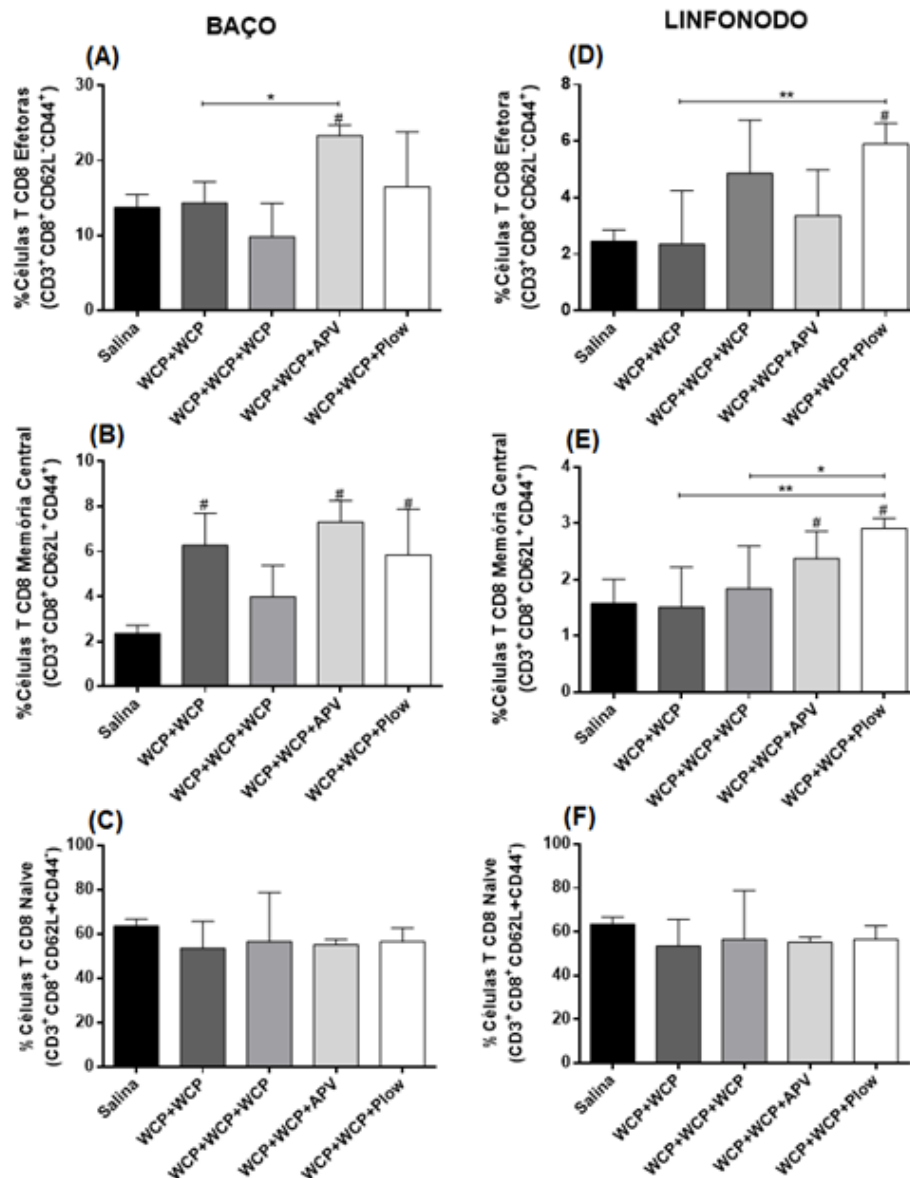 BAÇO
LINFONODO
(A)
%Células T CD8 Efetoras
(CD3+ CD8+ CD62L- CD44+)
30
20
10
0
*
#
Salina
WCP+WCP
WCP+WCP+WCP
WCP+WCP+APV
WCP+WCP+Plow
(D)
%Células T CD8 Efetora
(CD3+ CD8+ CD62L- CD44+)
8
6
4
2
0
**
#
Salina
WCP+WCP
WCP+WCP+WCP
WCP+WCP+APV
WCP+WCP+Plow
(B)
%Células T CD8 Memória Central
(CD3+ CD8+ CD62L+ CD44+)
10
8
6
4
2
0
#
#
#
Salina
WCP+WCP
WCP+WCP+WCP
WCP+WCP+APV
WCP+WCP+Plow
(E)
%Células T CD8 Memória Central
(CD3+ CD8+ CD62L+ CD44+)
4
3
2
1
0
*
**
#
#
Salina
WCP+WCP
WCP+WCP+WCP
WCP+WCP+APV
WCP+WCP+Plow
(C)
% Células T CD8 Naive
(CD3+ CD8+ CD62L+CD44-)
100
80
60
40
20
0
Salina
WCP+WCP
WCP+WCP+WCP
WCP+WCP+APV
WCP+WCP+Plow
(F)
% Células T CD8 Naive
(CD3+ CD8+ CD62L+CD44-)
100
80
60
40
20
0
Salina
WCP+WCP
WCP+WCP+WCP
WCP+WCP+APV
WCP+WCP+Plow